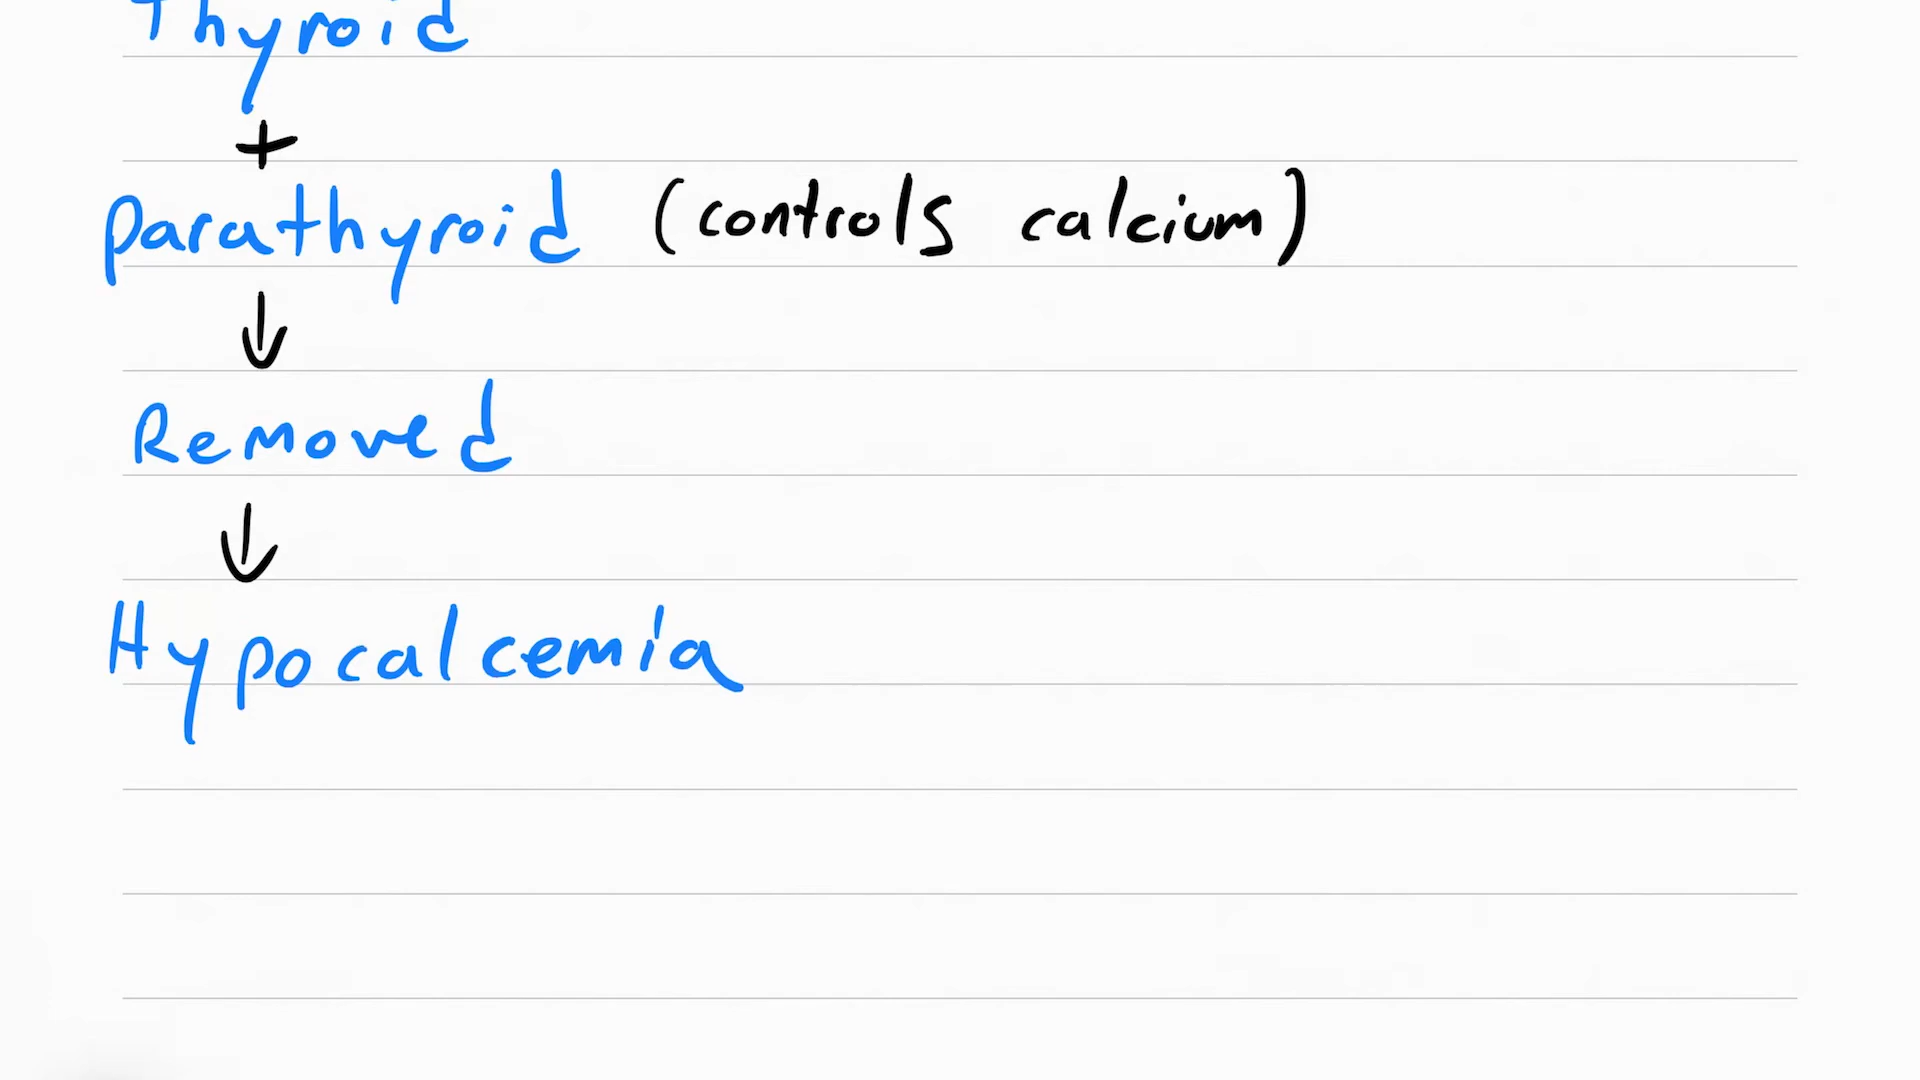 Thyroid
+
Parathyroid (controls calcium)
↓
Removed
↓
Hypocalcemia